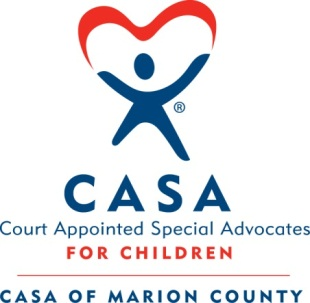 ®
CASA
Court Appointed Special Advocates
FOR CHILDREN
CASA OF MARION COUNTY